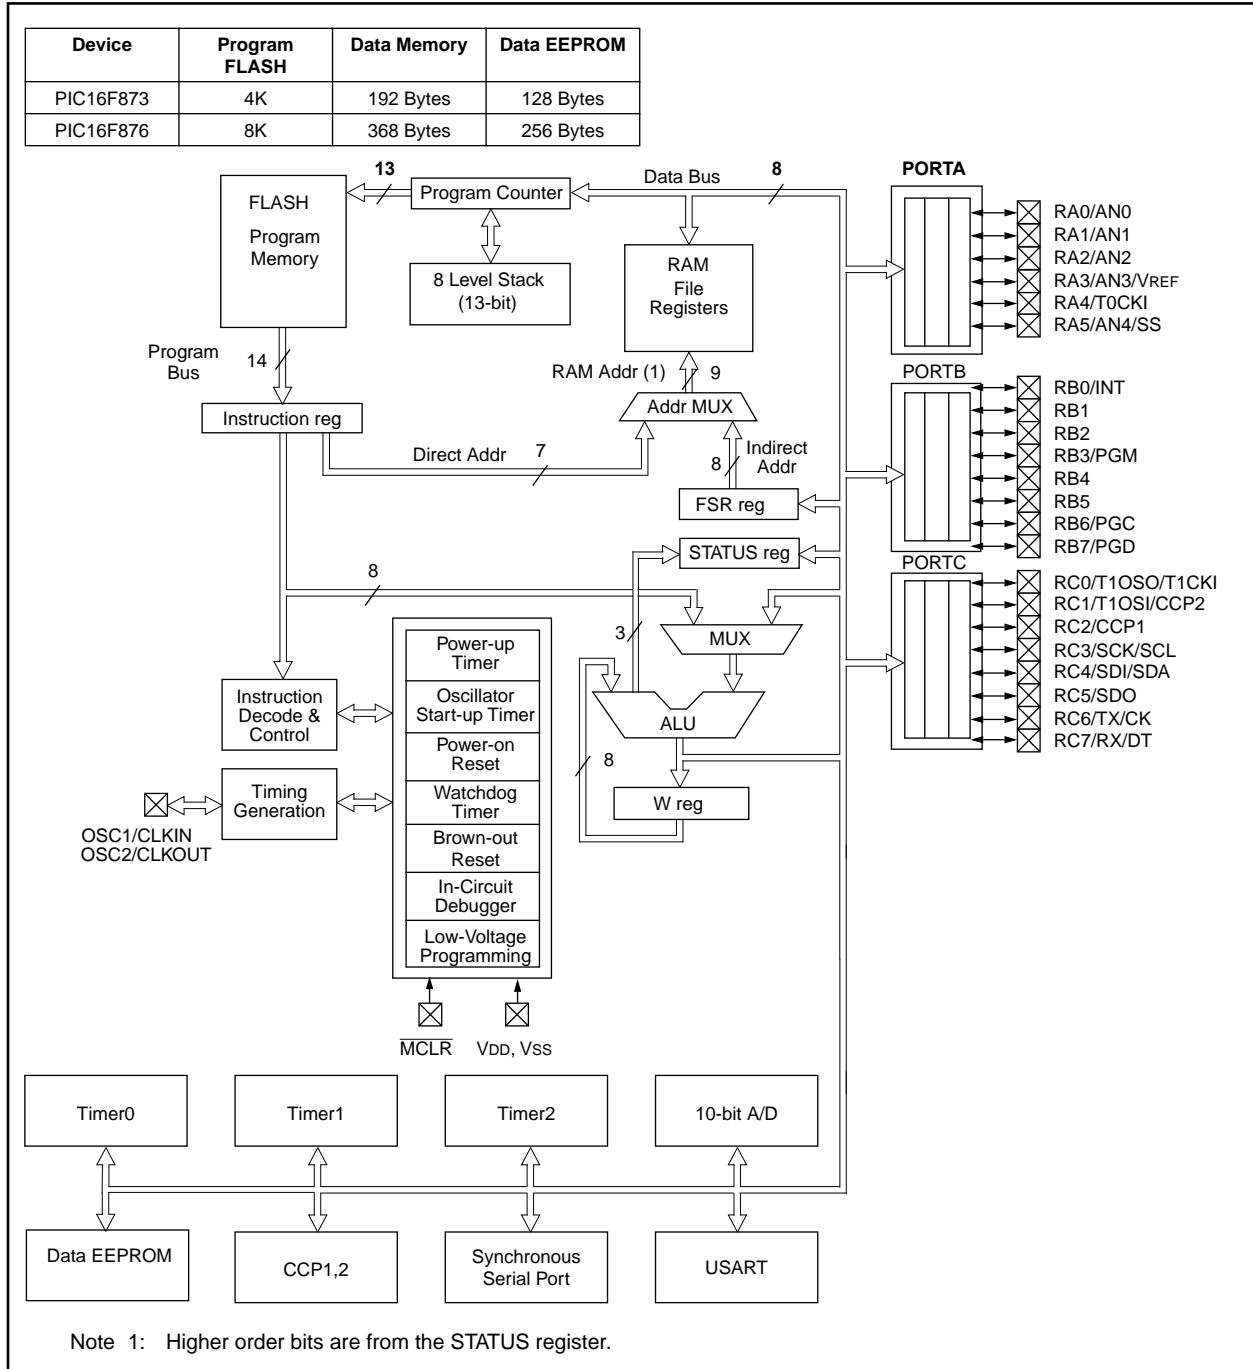 Device Program FLASH Data Memory Data EEPROM
PIC16F873 4K 192 Bytes 128 Bytes
PIC16F876 8K 368 Bytes 256 Bytes
FLASH
Program
Memory
13
Program Counter
Data Bus
8
8 Level Stack
(13-bit)
RAM
File
Registers
Program
Bus
14
RAM Addr (1)
9
Instruction reg
Addr MUX
Direct Addr
7
8
Indirect
Addr
FSR reg
STATUS reg
8
3
MUX
ALU
8
W reg
Power-up
Timer
Oscillator
Start-up Timer
Power-on
Reset
Watchdog
Timer
Brown-out
Reset
In-Circuit
Debugger
Low-Voltage
Programming
Instruction
Decode &
Control
Timing
Generation
OSC1/CLKIN
OSC2/CLKOUT
MCLR
VDD, VSS
PORTA
RA0/AN0
RA1/AN1
RA2/AN2
RA3/AN3/VREF
RA4/T0CKI
RA5/AN4/SS
PORTB
RB0/INT
RB1
RB2
RB3/PGM
RB4
RB5
RB6/PGC
RB7/PGD
PORTC
RC0/T1OSO/T1CKI
RC1/T1OSI/CCP2
RC2/CCP1
RC3/SCK/SCL
RC4/SDI/SDA
RC5/SDO
RC6/TX/CK
RC7/RX/DT
Timer0
Timer1
Timer2
10-bit A/D
Data EEPROM
CCP1,2
Synchronous
Serial Port
USART
Note 1: Higher order bits are from the STATUS register.